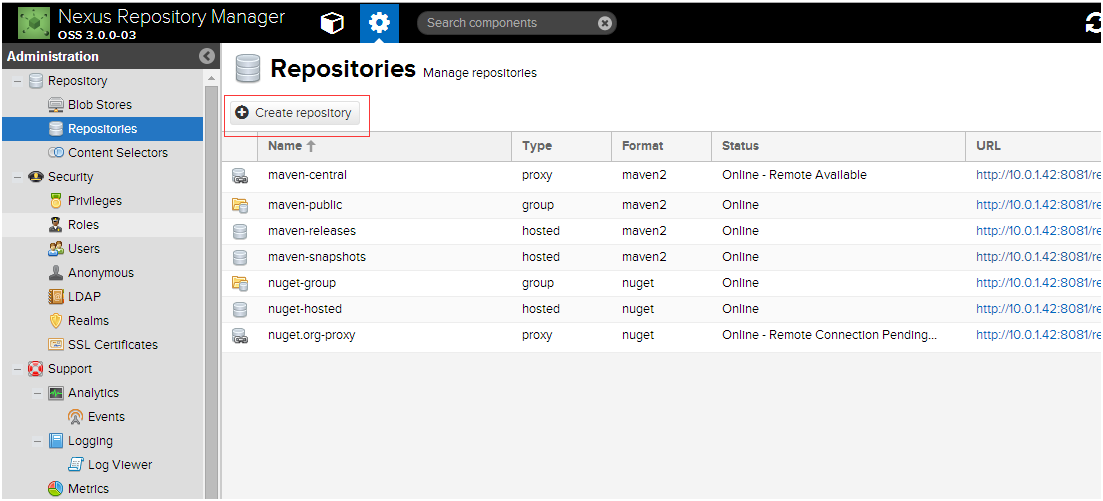 Nexus Repository Manager
OSS 3.0.0-03
Search components
Administration
Repository
Blob Stores
Repositories
Content Selectors
Security
Privileges
Roles
Users
Anonymous
LDAP
Realms
SSL Certificates
Support
Analytics
Events
Logging
Log Viewer
Metrics
Repositories Manage repositories
Create repository
Name Type Format Status URL
maven-central proxy maven2 Online - Remote Available http://10.0.1.42:8081/re
maven-public group maven2 Online http://10.0.1.42:8081/re
maven-releases hosted maven2 Online http://10.0.1.42:8081/re
maven-snapshots hosted maven2 Online http://10.0.1.42:8081/re
nuget-group group nuget Online http://10.0.1.42:8081/re
nuget-hosted hosted nuget Online http://10.0.1.42:8081/re
nuget.org-proxy proxy nuget Online - Remote Connection Pending... http://10.0.1.42:8081/re